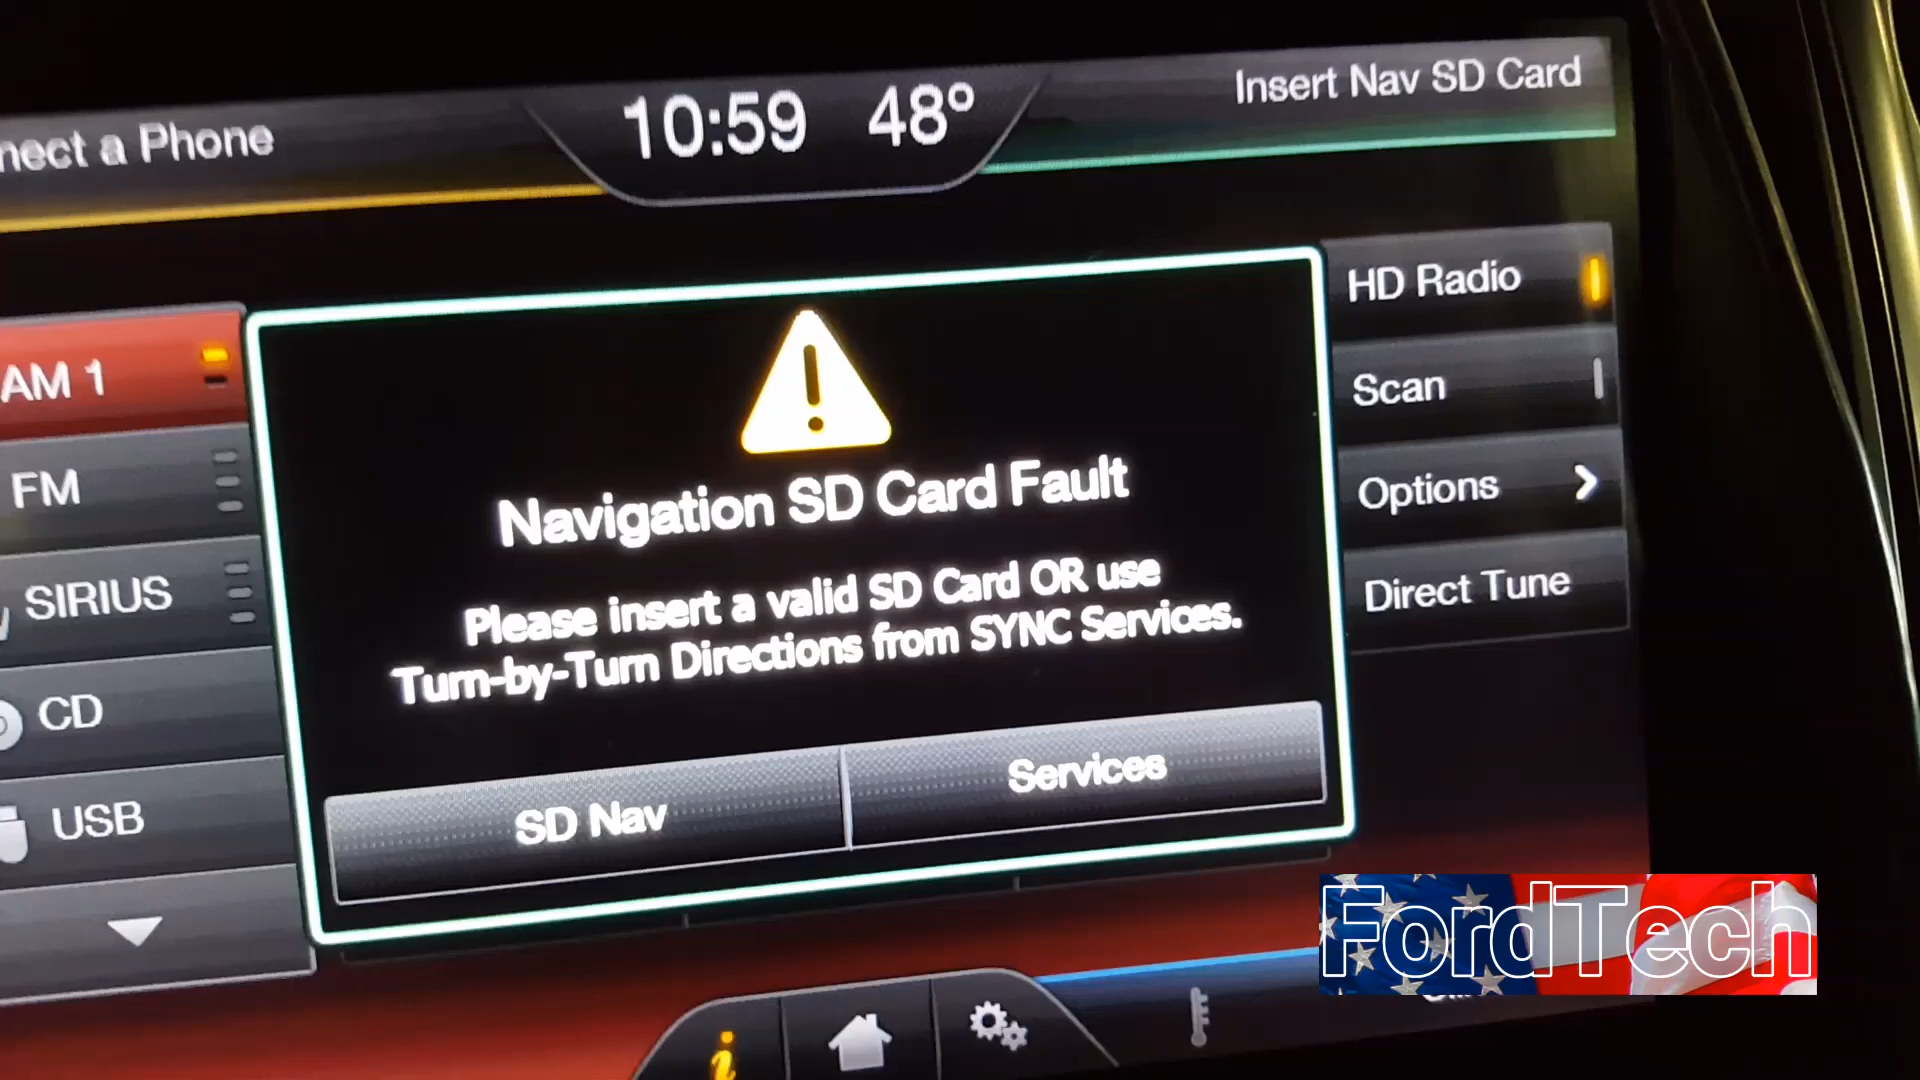 nect a Phone
10:59 48°
Insert Nav SD Card
AM 1
FM
SIRIUS
CD
USB
Navigation SD Card Fault
Please insert a valid SD Card OR use
Turn-by-Turn Directions from SYNC Services.
SD Nav
Services
HD Radio
Scan
Options
Direct Tune
i
FordTech